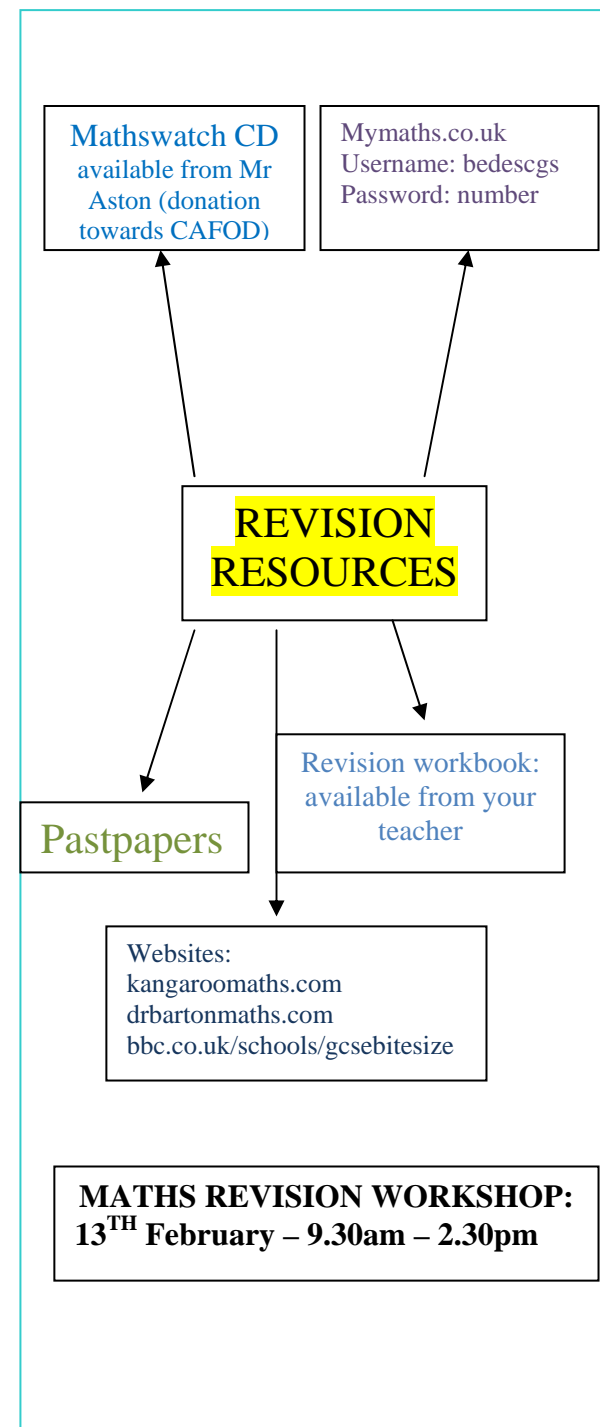 Mathswatch CD
available from Mr
Aston (donation
towards CAFOD)
Mymaths.co.uk
Username: bedescgs
Password: number
REVISION
RESOURCES
Revision workbook:
available from your
teacher
Pastpapers
Websites:
kangaroomaths.com
drbartonmaths.com
bbc.co.uk/schools/gcsebitesize
MATHS REVISION WORKSHOP:
13TH February – 9.30am – 2.30pm